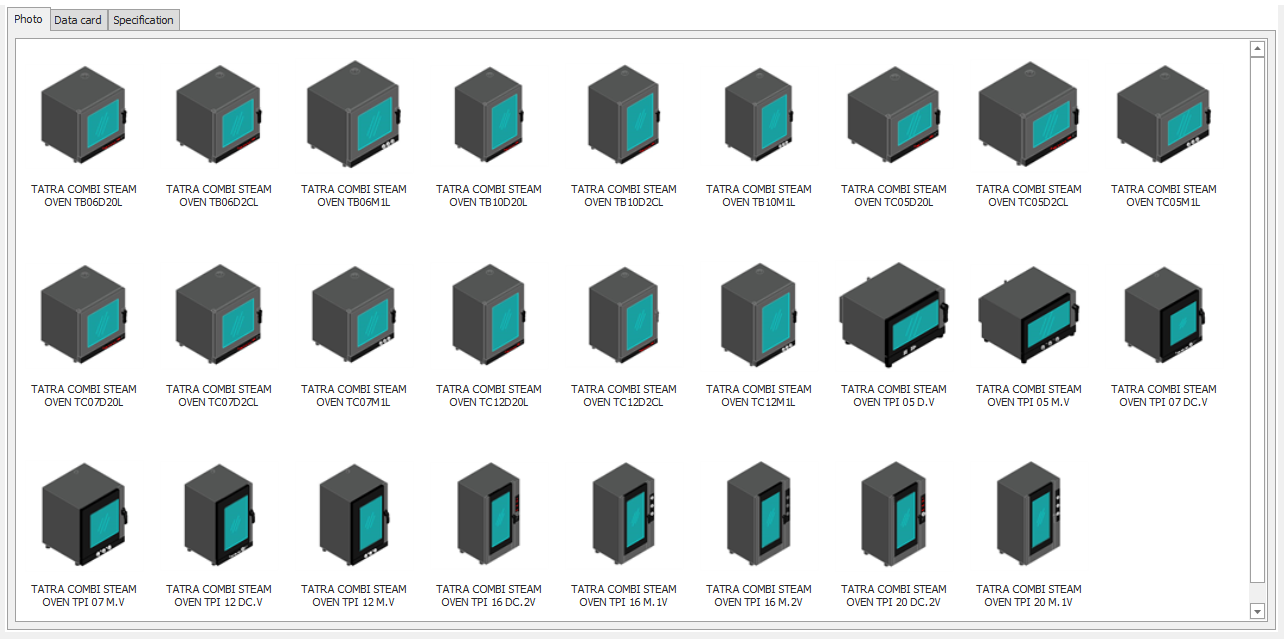 Photo Data card Specification
TATRA COMBI STEAM OVEN TB06D20L
TATRA COMBI STEAM OVEN TB06D2CL
TATRA COMBI STEAM OVEN TB06M1L
TATRA COMBI STEAM OVEN TB10D20L
TATRA COMBI STEAM OVEN TB10D2CL
TATRA COMBI STEAM OVEN TB10M1L
TATRA COMBI STEAM OVEN TC05D20L
TATRA COMBI STEAM OVEN TC05D2CL
TATRA COMBI STEAM OVEN TC05M1L
TATRA COMBI STEAM OVEN TC07D20L
TATRA COMBI STEAM OVEN TC07D2CL
TATRA COMBI STEAM OVEN TC07M1L
TATRA COMBI STEAM OVEN TC12D20L
TATRA COMBI STEAM OVEN TC12D2CL
TATRA COMBI STEAM OVEN TC12M1L
TATRA COMBI STEAM OVEN TPI 05 D.V
TATRA COMBI STEAM OVEN TPI 05 M.V
TATRA COMBI STEAM OVEN TPI 07 DC.V
TATRA COMBI STEAM OVEN TPI 07 M.V
TATRA COMBI STEAM OVEN TPI 12 DC.V
TATRA COMBI STEAM OVEN TPI 12 M.V
TATRA COMBI STEAM OVEN TPI 16 DC.2V
TATRA COMBI STEAM OVEN TPI 16 M.1V
TATRA COMBI STEAM OVEN TPI 16 M.2V
TATRA COMBI STEAM OVEN TPI 20 DC.2V
TATRA COMBI STEAM OVEN TPI 20 M.1V